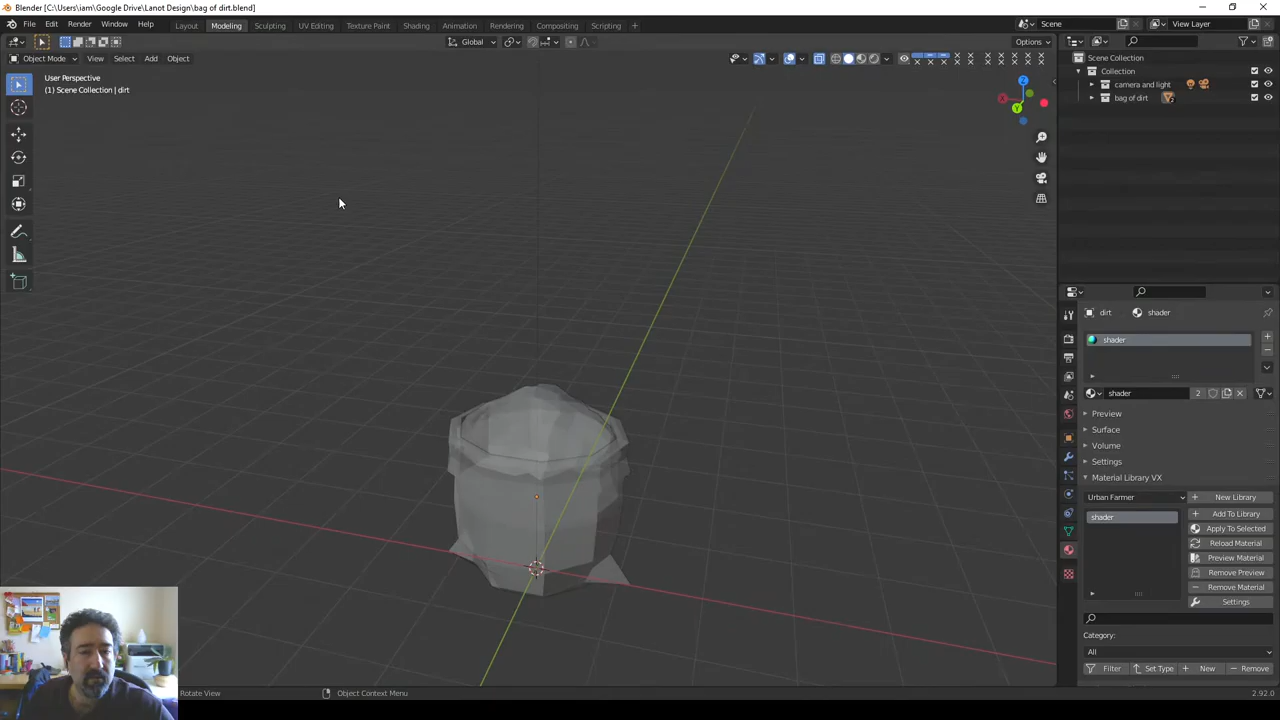 Blender [C:\Users\iam\Google Drive\Lanot Design\bag of dirt.blend]
File Edit Render Window Help Layout Modeling Sculpting UV Editing Texture Paint Shading Animation Rendering Compositing Scripting + Scene View Layer
Global Options
Object Mode View Select Add Object
User Perspective
(1) Scene Collection | dirt
Scene Collection
Collection
camera and light
bag of dirt
Z
X
Y
dirt shader
shader
shader 2
Preview
Surface
Volume
Settings
Material Library VX
Urban Farmer New Library
shader Add To Library
Apply To Selected
Reload Material
Preview Material
Remove Preview
Remove Material
Settings
Category:
All
Filter Set Type New Remove
Rotate View Object Context Menu 2.92.0